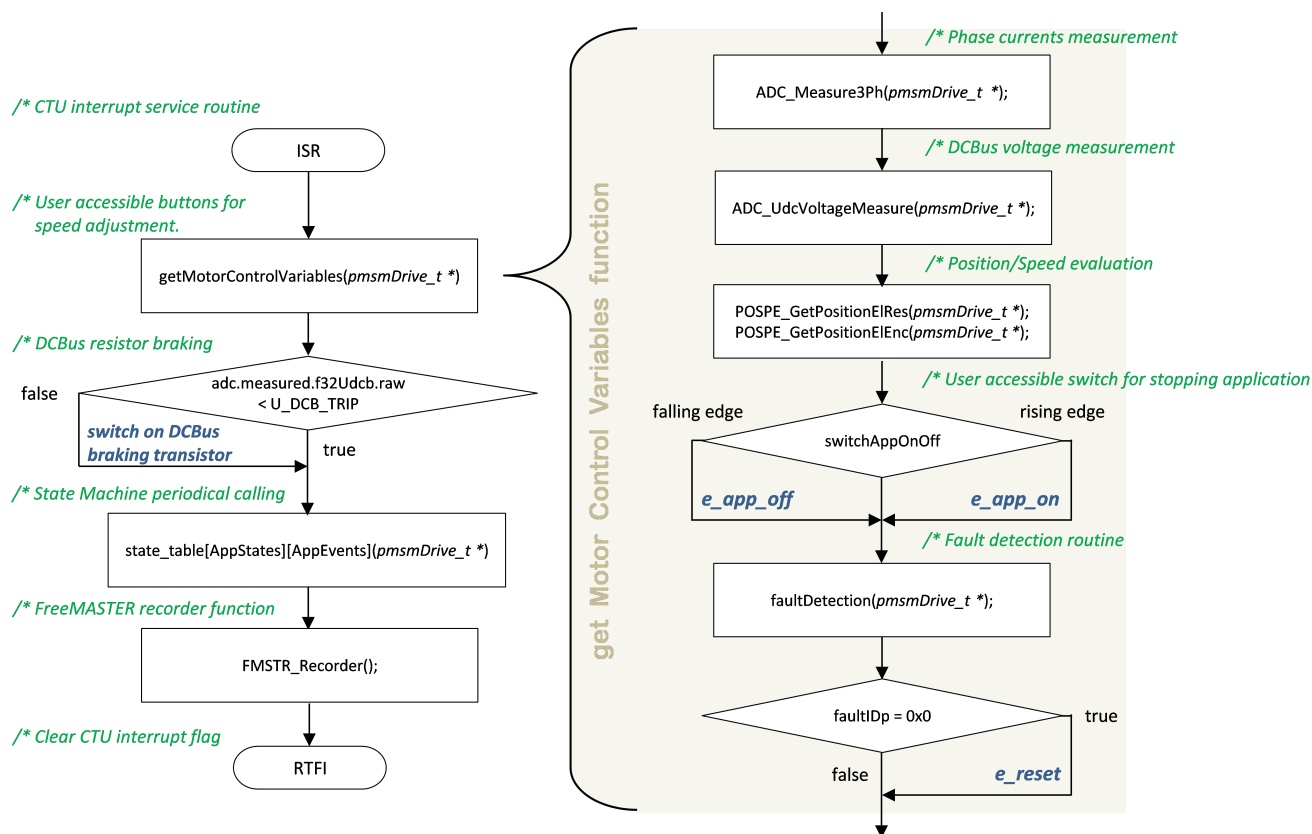 /* CTU interrupt service routine
ISR
/* User accessible buttons for
speed adjustment.
getMotorControlVariables(pmsmDrive_t *)
/* DCBus resistor braking
false
adc.measured.f32Udcb.raw
< U_DCB_TRIP
switch on DCBus
braking transistor
true
/* State Machine periodical calling
state_table[AppStates][AppEvents](pmsmDrive_t *)
/* FreeMASTER recorder function
FMSTR_Recorder();
/* Clear CTU interrupt flag
RTFI
get Motor Control Variables function
/* Phase currents measurement
ADC_Measure3Ph(pmsmDrive_t *);
/* DCBus voltage measurement
ADC_UdcVoltageMeasure(pmsmDrive_t *);
/* Position/Speed evaluation
POSPE_GetPositionElRes(pmsmDrive_t *);
POSPE_GetPositionElEnc(pmsmDrive_t *);
/* User accessible switch for stopping application
falling edge
rising edge
switchAppOnOff
e_app_off
e_app_on
/* Fault detection routine
faultDetection(pmsmDrive_t *);
faultIDp = 0x0
true
false
e_reset